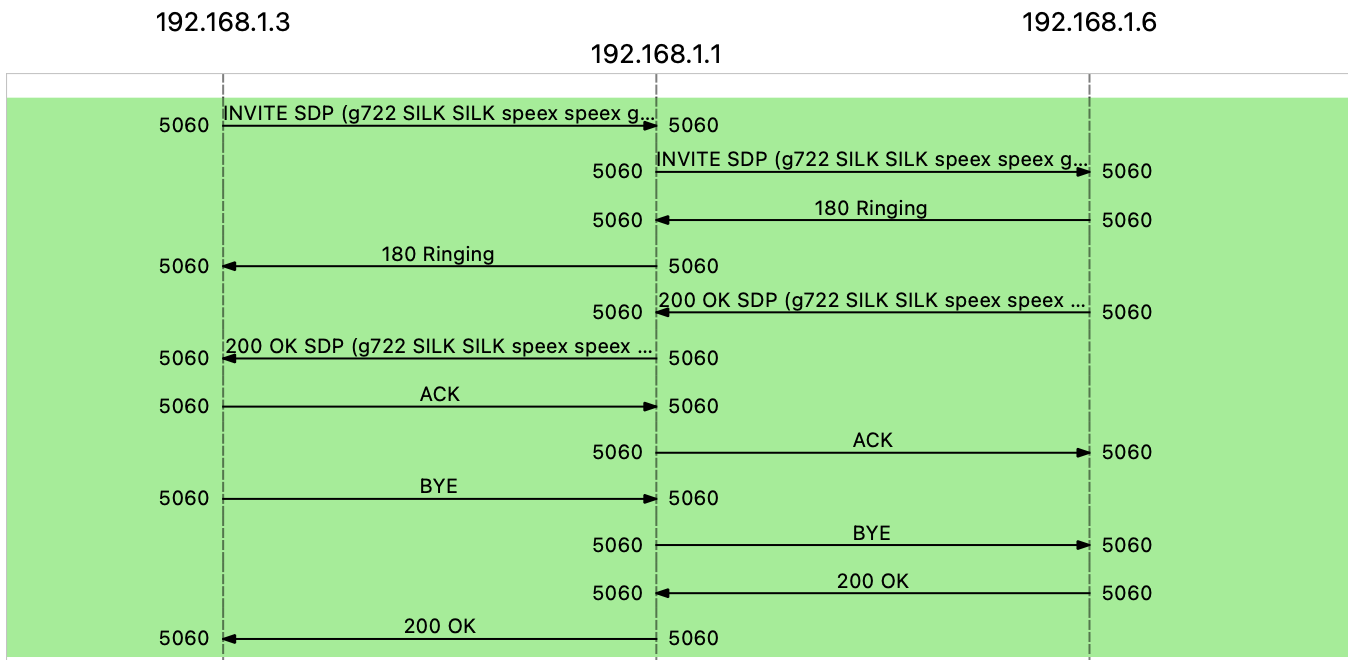 192.168.1.3
192.168.1.6
192.168.1.1
INVITE SDP (g722 SILK SILK speex speex g...
5060 5060
INVITE SDP (g722 SILK SILK speex speex g...
5060 5060
180 Ringing
5060 5060
180 Ringing
5060 5060
200 OK SDP (g722 SILK SILK speex speex ...
5060 5060
200 OK SDP (g722 SILK SILK speex speex ...
5060 5060
ACK
5060 5060
ACK
5060 5060
BYE
5060 5060
BYE
5060 5060
200 OK
5060 5060
200 OK
5060 5060